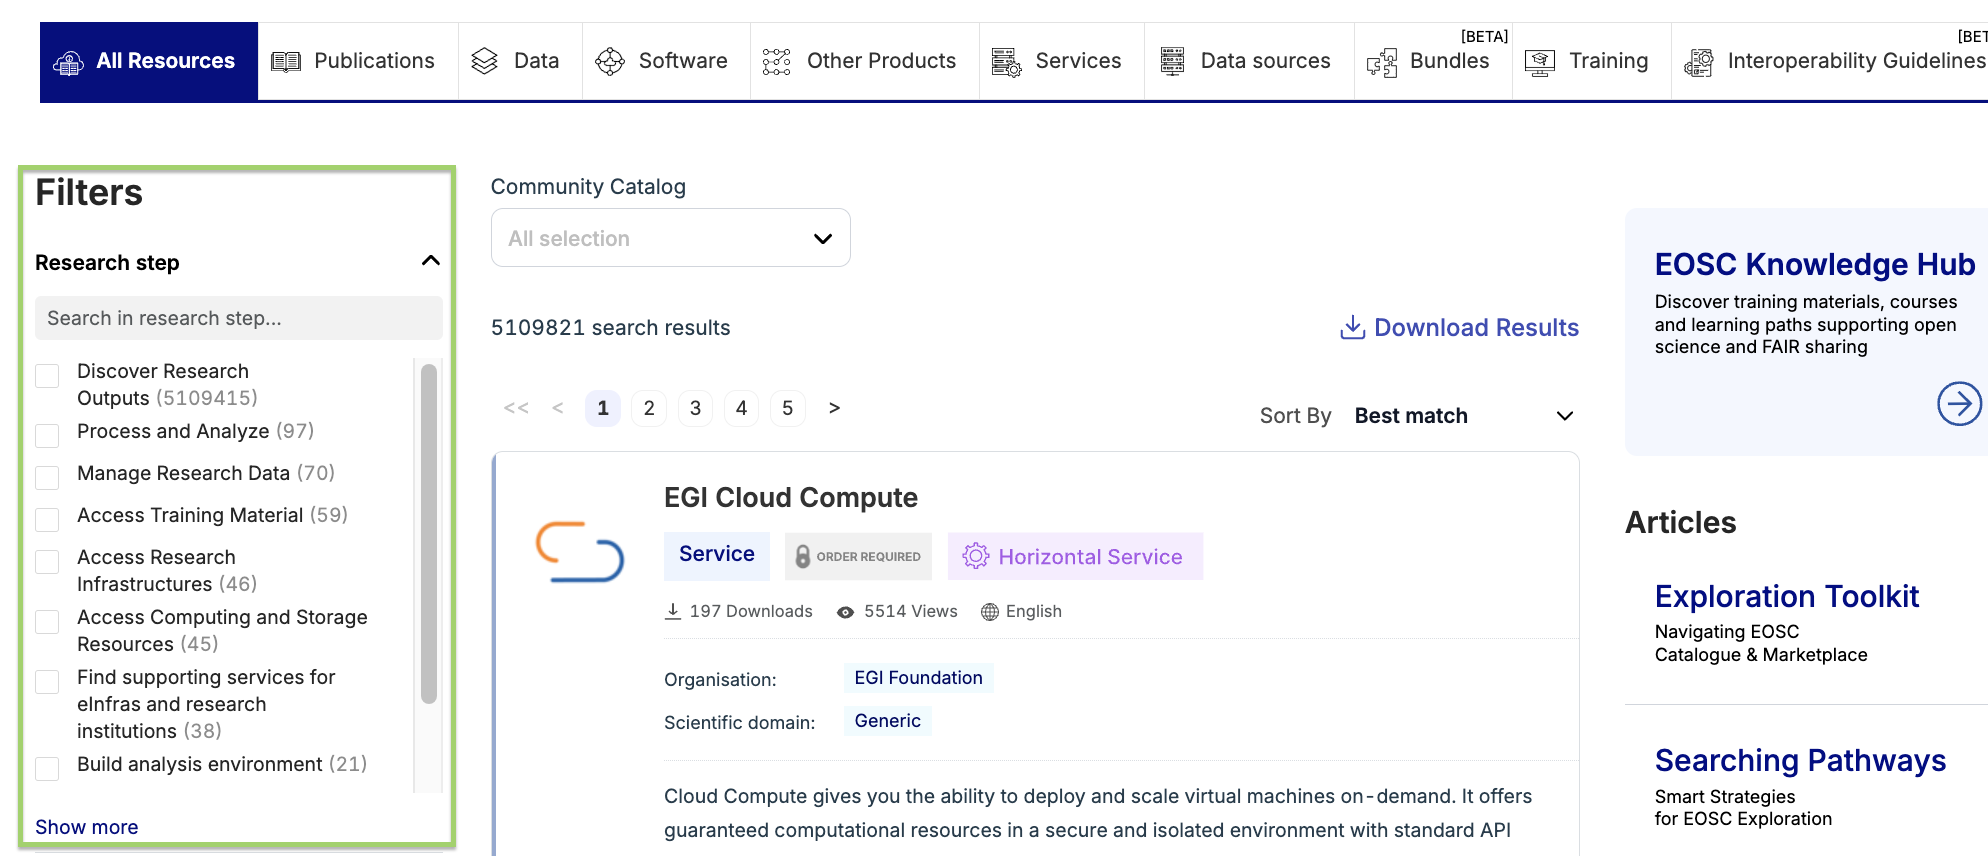 All Resources
Publications
Data
Software
Other Products
Services
Data sources
[BETA]
Bundles
Training
[BET
Interoperability Guidelines
Filters
Research step
Search in research step...
Discover Research
Outputs (5109415)
Process and Analyze (97)
Manage Research Data (70)
Access Training Material (59)
Access Research
Infrastructures (46)
Access Computing and Storage
Resources (45)
Find supporting services for
eInfras and research
institutions (38)
Build analysis environment (21)
Show more
Community Catalog
All selection
5109821 search results
Download Results
<< < 1 2 3 4 5 >
Sort By Best match
EGI Cloud Compute
Service
ORDER REQUIRED
Horizontal Service
197 Downloads 5514 Views English
Organisation: EGI Foundation
Scientific domain: Generic
Cloud Compute gives you the ability to deploy and scale virtual machines on-demand. It offers
guaranteed computational resources in a secure and isolated environment with standard API
EOSC Knowledge Hub
Discover training materials, courses
and learning paths supporting open
science and FAIR sharing
Articles
Exploration Toolkit
Navigating EOSC
Catalogue & Marketplace
Searching Pathways
Smart Strategies
for EOSC Exploration